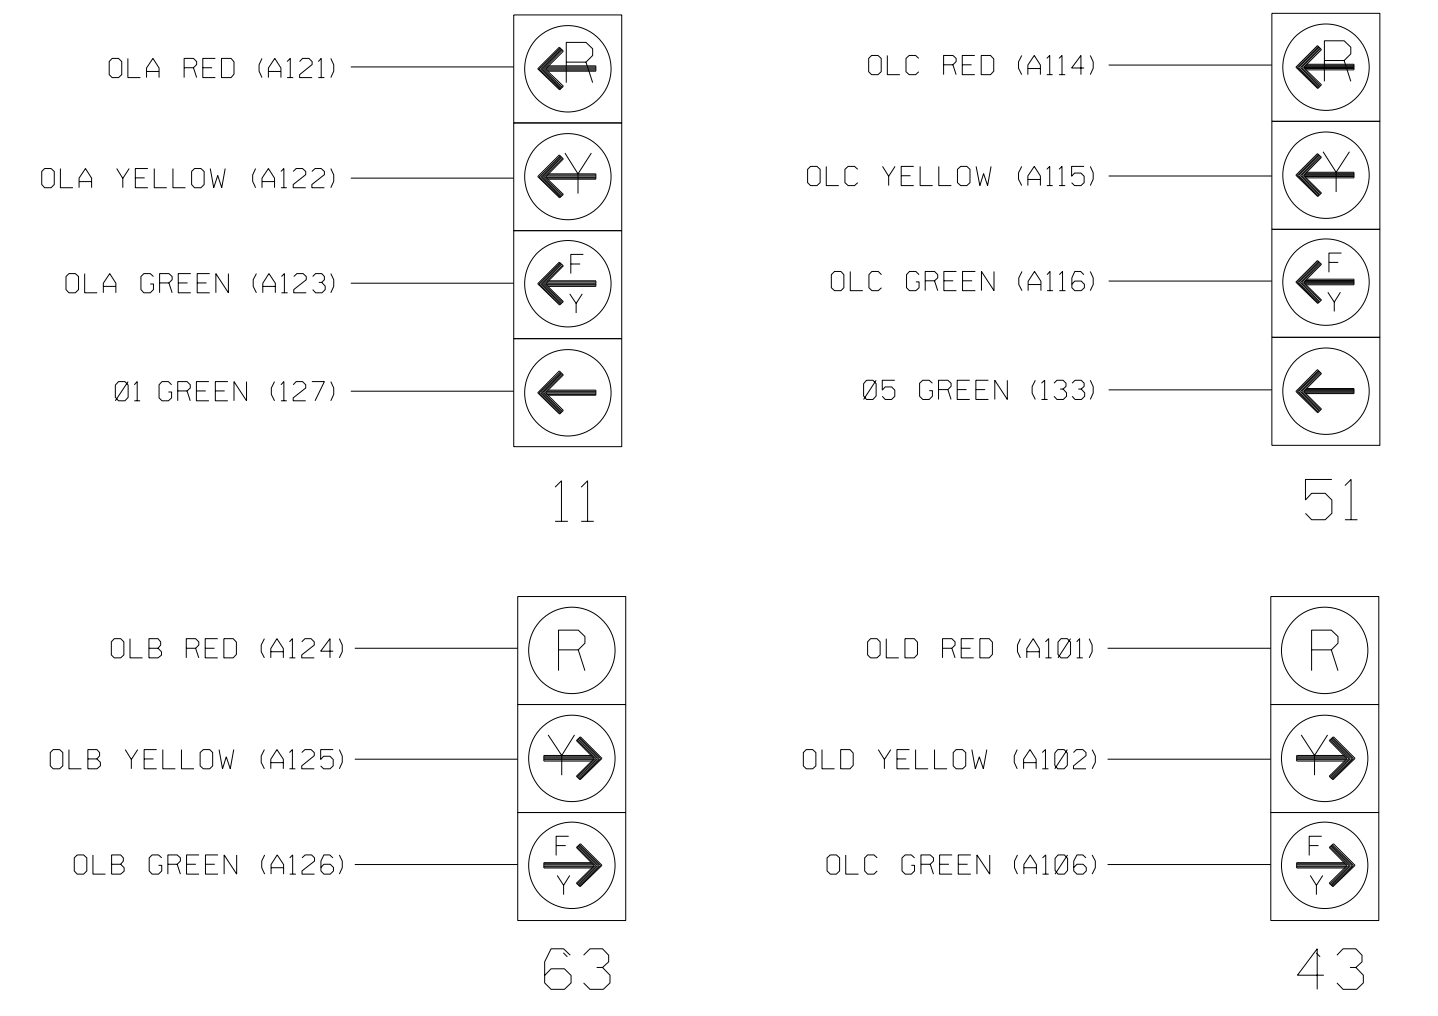 OLA RED (A121)
R
OLA YELLOW (A122)
Y
OLA GREEN (A123)
F
Y
Ø1 GREEN (127)
11
OLC RED (A114)
R
OLC YELLOW (A115)
Y
OLC GREEN (A116)
F
Y
Ø5 GREEN (133)
51
OLB RED (A124)
R
OLB YELLOW (A125)
Y
OLB GREEN (A126)
F
Y
63
OLD RED (A1Ø1)
R
OLD YELLOW (A1Ø2)
Y
OLC GREEN (A1Ø6)
F
Y
43